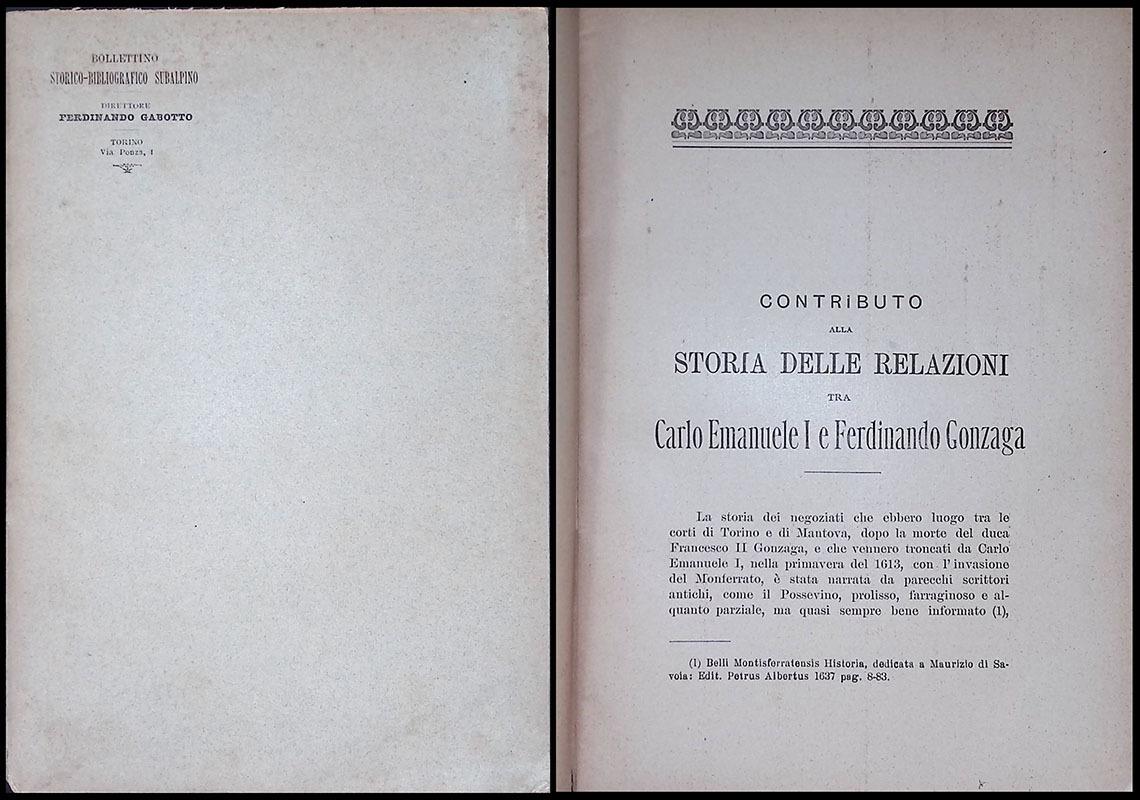 BOLLETTINO
STORICO-BIBLIOGRAFICO SUBALPINO
DIRETTORE
FERDINANDO GABOTTO
TORINO
Via Ponza, 1
CONTRIBUTO
ALLA
STORIA DELLE RELAZIONI
TRA
Carlo Emanuele I e Ferdinando Gonzaga
La storia dei negoziati che ebbero luogo tra le
corti di Torino e di Mantova, dopo la morte del duca
Francesco II Gonzaga, e che vennero troncati da Carlo
Emanuele I, nella primavera del 1613, con l'invasione
del Monferrato, è stata narrata da parecchi scrittori
antichi, come il Possevino, prolisso, farraginoso e al-
quanto parziale, ma quasi sempre bene informato (1),
(1) Belli Montisferratensis Historia, dedicata a Maurizio di Sa-
voia: Edit. Petrus Albertus 1637 pag. 8-83.